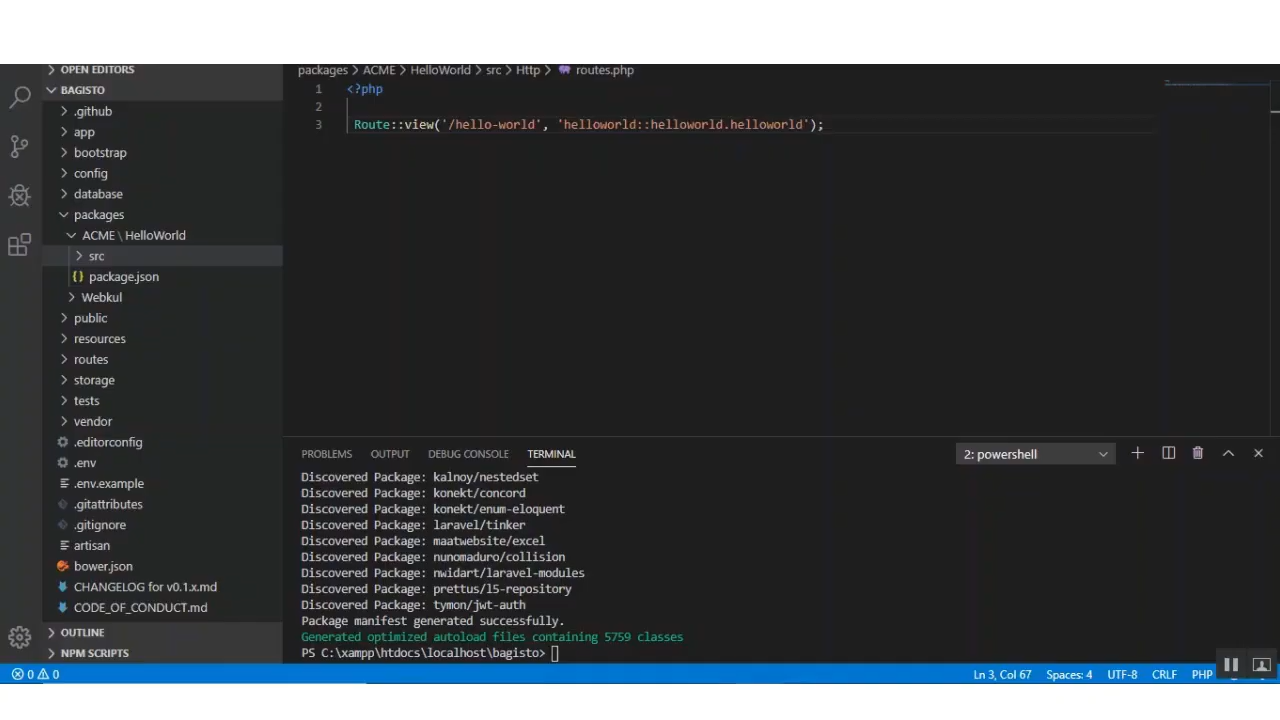 OPEN EDITORS
BAGISTO
.github
app
bootstrap
config
database
packages
ACME \ HelloWorld
src
package.json
Webkul
public
resources
routes
storage
tests
vendor
.editorconfig
.env
.env.example
.gitattributes
.gitignore
artisan
bower.json
CHANGELOG for v0.1.x.md
CODE_OF_CONDUCT.md
OUTLINE
NPM SCRIPTS
packages > ACME > HelloWorld > src > Http > routes.php
1 <?php
2
3 Route::view('/hello-world', 'helloworld::helloworld.helloworld');
PROBLEMS OUTPUT DEBUG CONSOLE TERMINAL 2: powershell
Discovered Package: kalnoy/nestedset
Discovered Package: konekt/concord
Discovered Package: konekt/enum-eloquent
Discovered Package: laravel/tinker
Discovered Package: maatwebsite/excel
Discovered Package: nunomaduro/collision
Discovered Package: nwidart/laravel-modules
Discovered Package: prettus/l5-repository
Discovered Package: tymon/jwt-auth
Package manifest generated successfully.
Generated optimized autoload files containing 5759 classes
PS C:\xampp\htdocs\localhost\bagisto>
0 0 Ln 3, Col 67 Spaces: 4 UTF-8 CRLF PHP